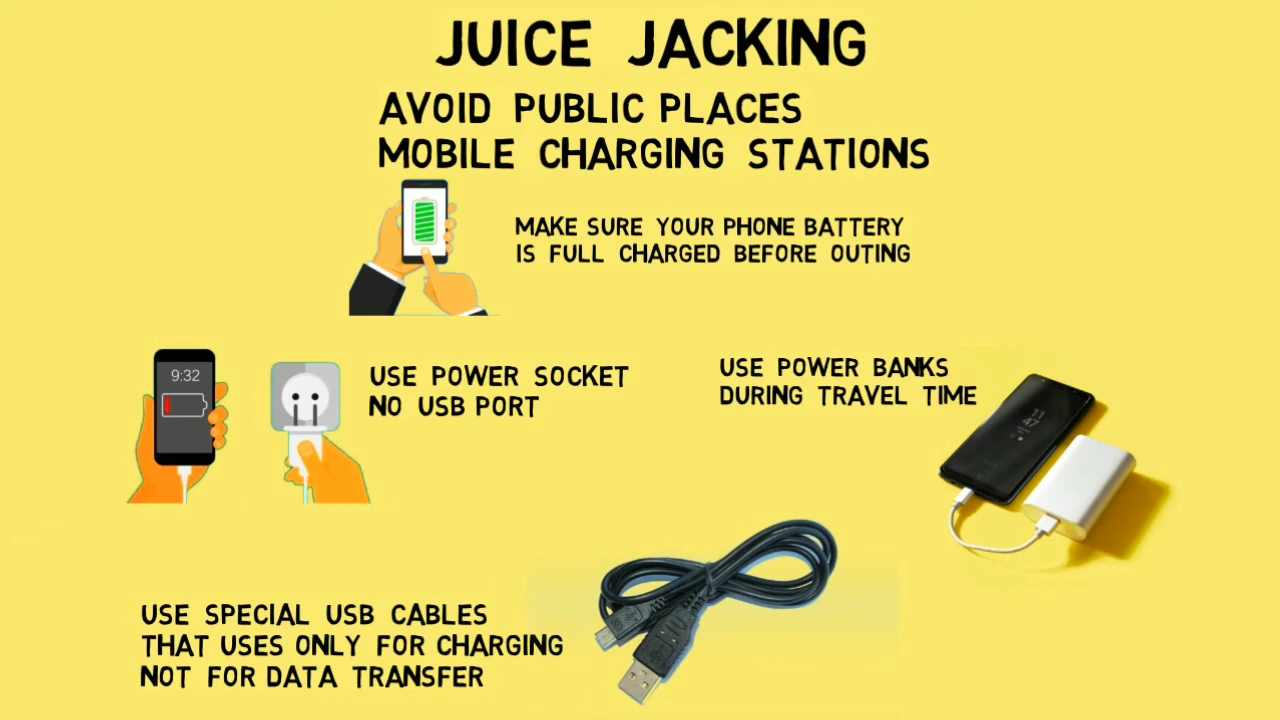 JUICE JACKING
AVOID PUBLIC PLACES
MOBILE CHARGING STATIONS
MAKE SURE YOUR PHONE BATTERY
IS FULL CHARGED BEFORE OUTING
9:32
USE POWER SOCKET
NO USB PORT
USE POWER BANKS
DURING TRAVEL TIME
USE SPECIAL USB CABLES
THAT USES ONLY FOR CHARGING
NOT FOR DATA TRANSFER